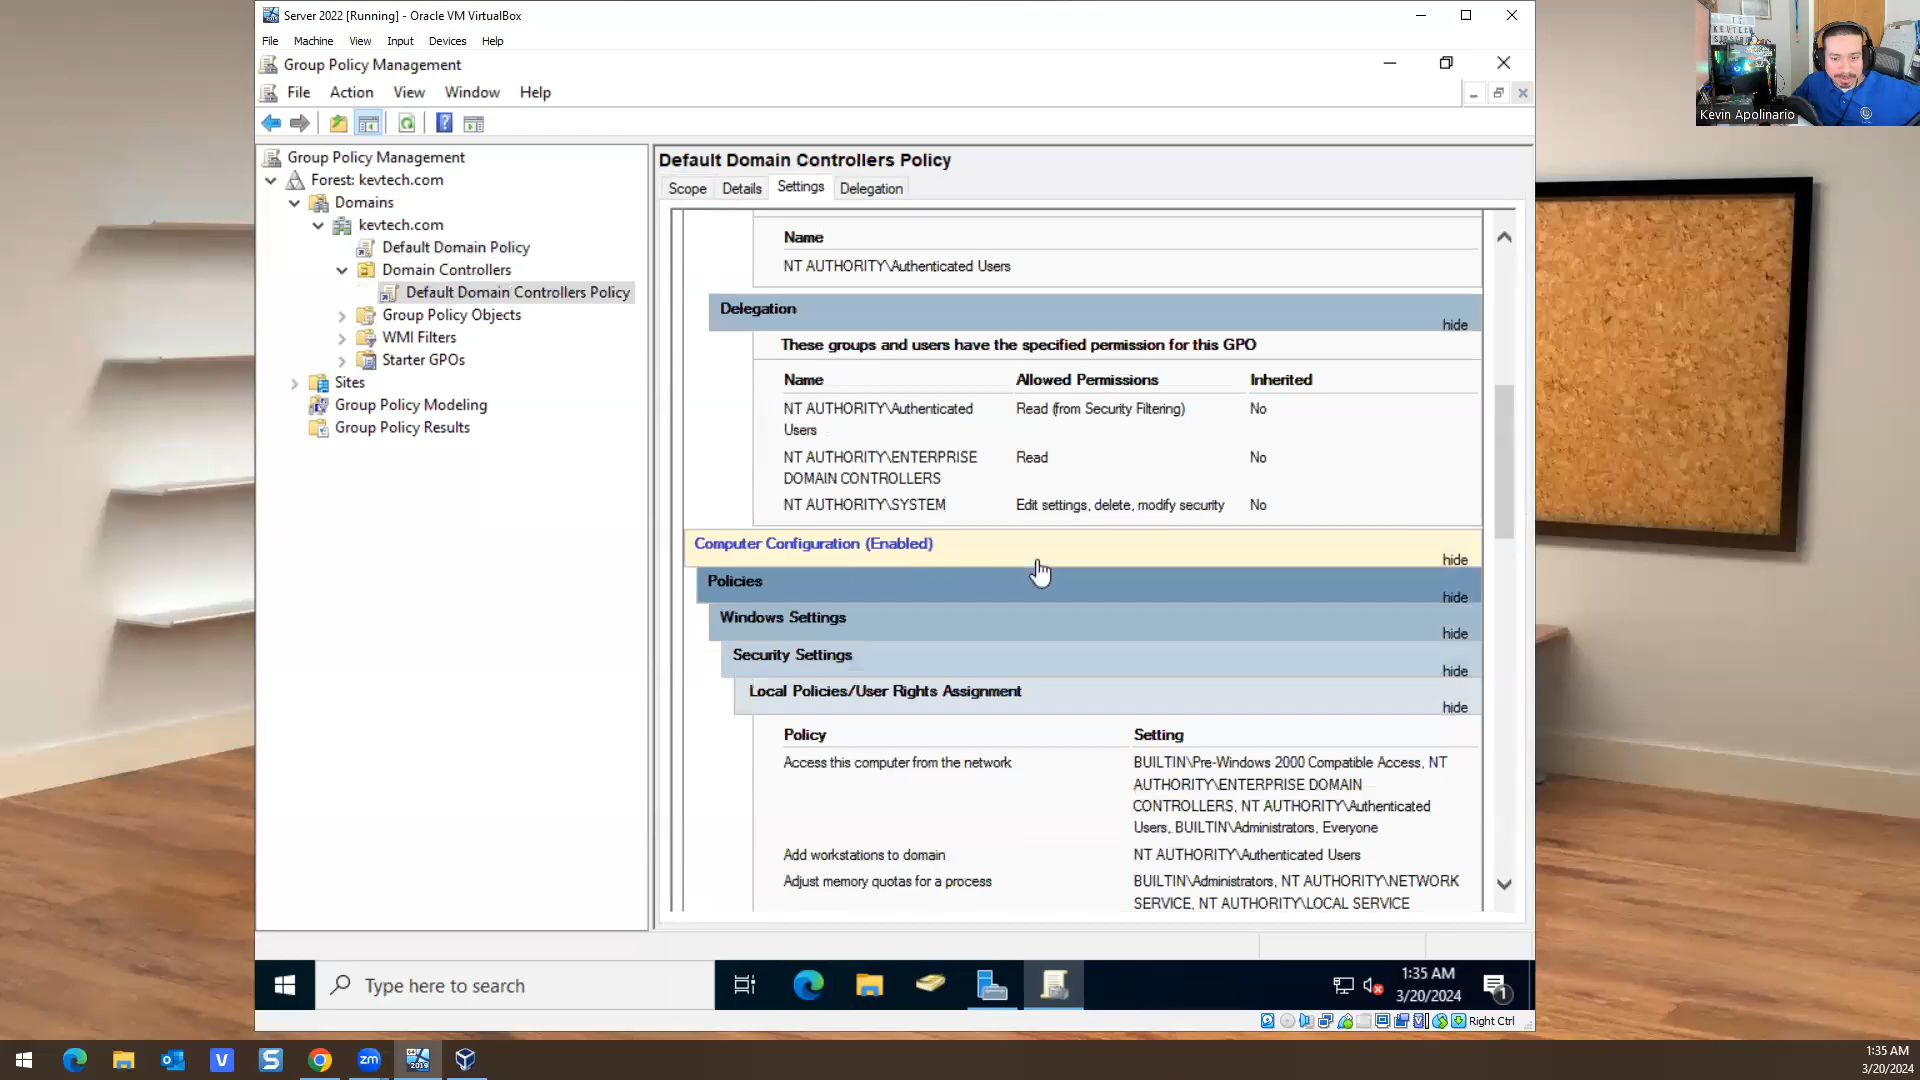 Server 2022 [Running] - Oracle VM VirtualBox
File Machine View Input Devices Help
Group Policy Management
File Action View Window Help
Group Policy Management
Forest: kevtech.com
Domains
kevtech.com
Default Domain Policy
Domain Controllers
Default Domain Controllers Policy
Group Policy Objects
WMI Filters
Starter GPOs
Sites
Group Policy Modeling
Group Policy Results
Default Domain Controllers Policy
Scope Details Settings Delegation
Name
NT AUTHORITY\Authenticated Users
Delegation
hide
These groups and users have the specified permission for this GPO
Name Allowed Permissions Inherited
NT AUTHORITY\Authenticated Users Read (from Security Filtering) No
NT AUTHORITY\ENTERPRISE DOMAIN CONTROLLERS Read No
NT AUTHORITY\SYSTEM Edit settings, delete, modify security No
Computer Configuration (Enabled)
hide
Policies
hide
Windows Settings
hide
Security Settings
hide
Local Policies/User Rights Assignment
hide
Policy Setting
Access this computer from the network BUILTIN\Pre-Windows 2000 Compatible Access, NT
AUTHORITY\ENTERPRISE DOMAIN
CONTROLLERS, NT AUTHORITY\Authenticated
Users, BUILTIN\Administrators, Everyone
Add workstations to domain NT AUTHORITY\Authenticated Users
Adjust memory quotas for a process BUILTIN\Administrators, NT AUTHORITY\NETWORK
SERVICE, NT AUTHORITY\LOCAL SERVICE
Type here to search
1:35 AM
3/20/2024
1
Right Ctrl
Kevin Apolinario
zm
2019
1:35 AM
3/20/2024